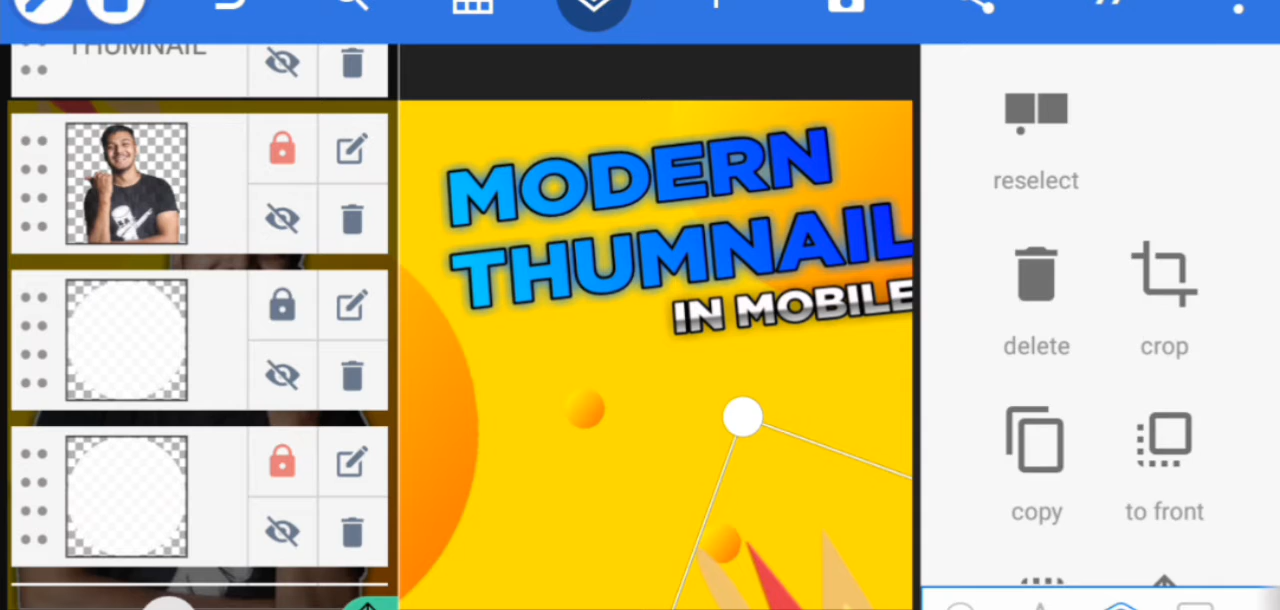 THUMNAIL
MODERN
THUMNAIL
IN MOBILE
reselect
delete
crop
copy
to front